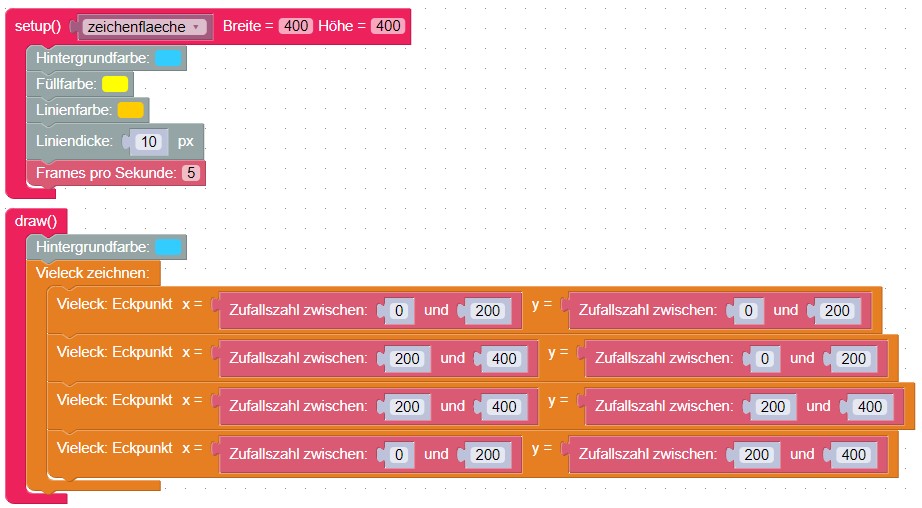 setup() zeichenflaeche Breite = 400 Höhe = 400
Hintergrundfarbe:
Füllfarbe:
Linienfarbe:
Liniendicke: 10 px
Frames pro Sekunde: 5
draw()
Hintergrundfarbe:
Vieleck zeichnen:
Vieleck: Eckpunkt x = Zufallszahl zwischen: 0 und 200 y = Zufallszahl zwischen: 0 und 200
Vieleck: Eckpunkt x = Zufallszahl zwischen: 200 und 400 y = Zufallszahl zwischen: 0 und 200
Vieleck: Eckpunkt x = Zufallszahl zwischen: 200 und 400 y = Zufallszahl zwischen: 200 und 400
Vieleck: Eckpunkt x = Zufallszahl zwischen: 0 und 200 y = Zufallszahl zwischen: 200 und 400